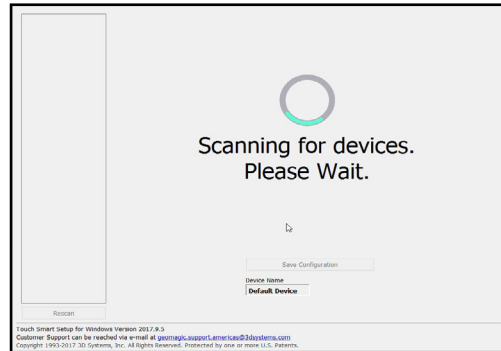 Scanning for devices.
Please Wait.
Save Configuration
Device Name
Default Device
Rescan
Touch Smart Setup for Windows Version 2017.9.5
Customer Support can be reached via e-mail at geomagic.support.americas@3dsystems.com
Copyright 1993-2017 3D Systems, Inc. All Rights Reserved. Protected by one or more U.S. Patents.